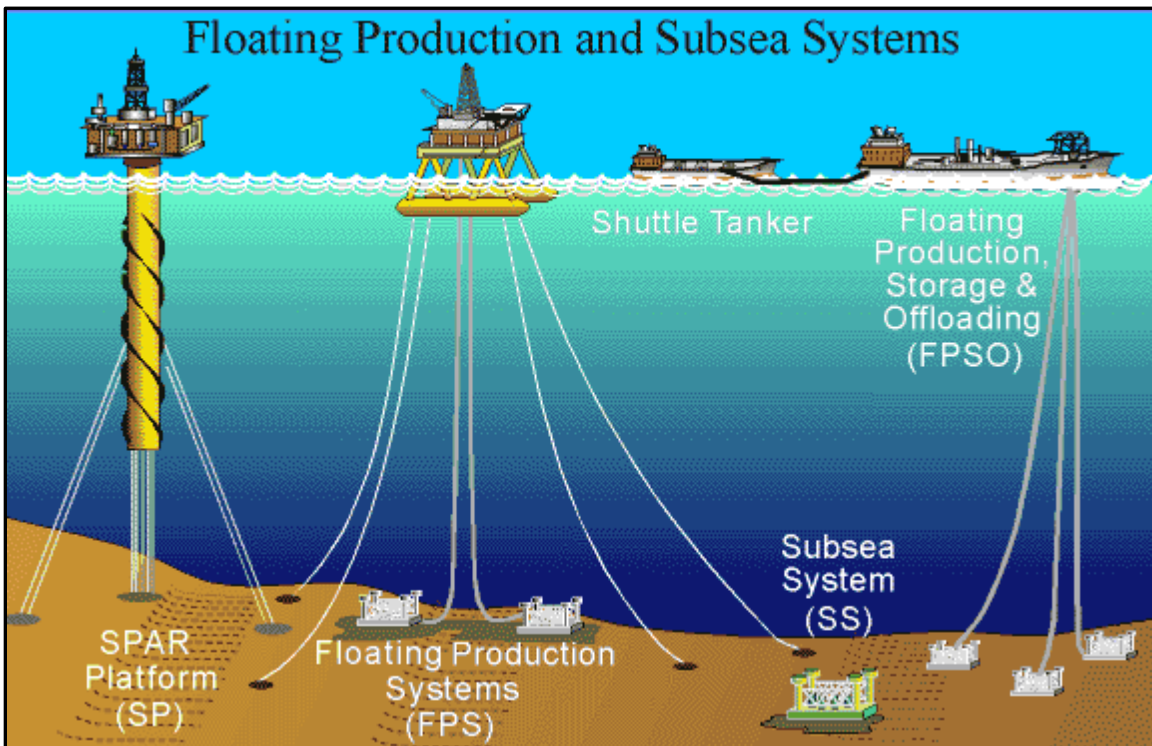 Floating Production and Subsea Systems
Shuttle Tanker
Floating
Production,
Storage &
Offloading
(FPSO)
Subsea
System
(SS)
SPAR
Platform
(SP)
Floating Production
Systems
(FPS)